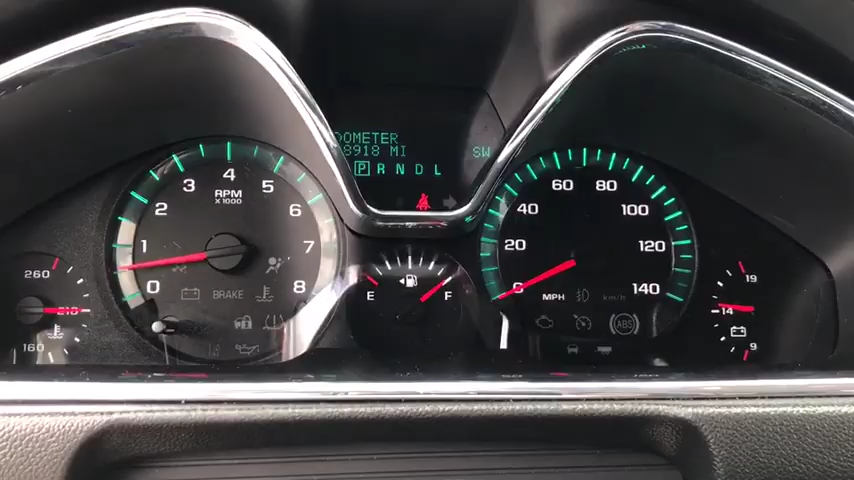 DOMETER
8918 MI SW
P R N D L
0 1 2 3 4 5 6 7 8
RPM
X1000
BRAKE
260
210
160
E F
0 20 40 60 80 100 120 140
MPH km/h
ABS
19
14
9